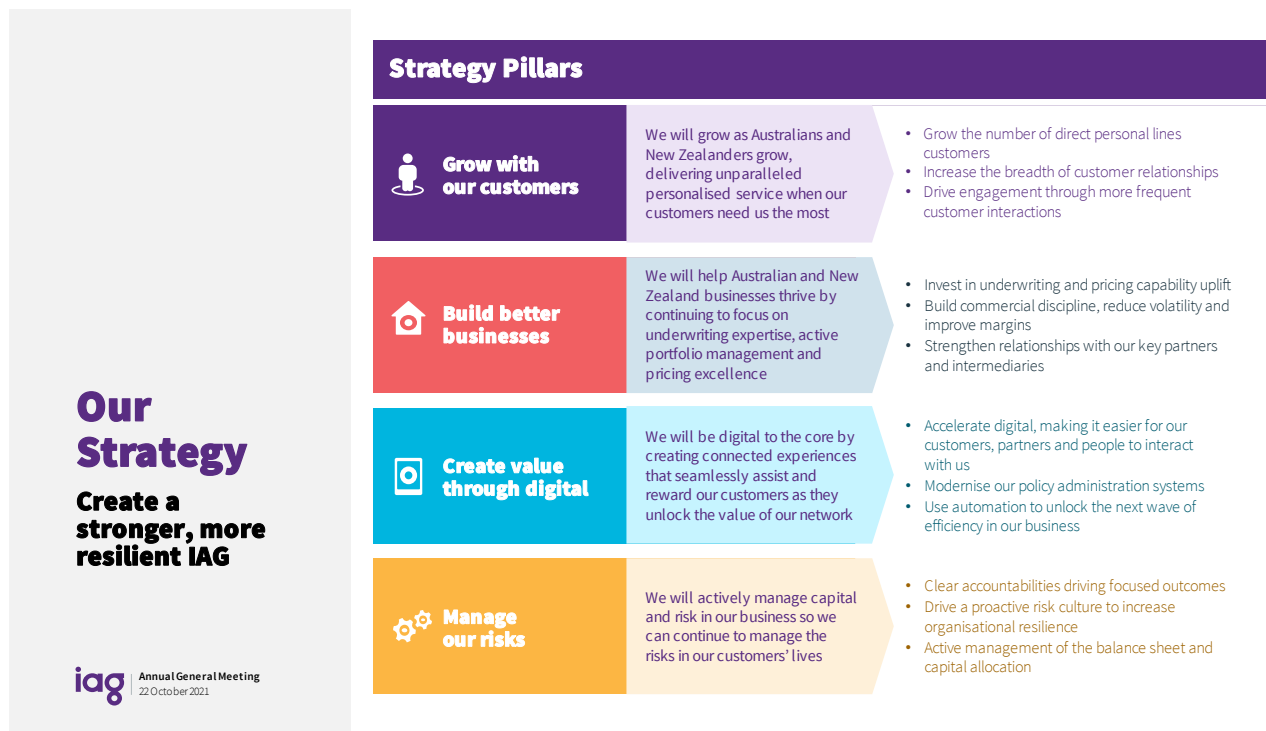 Our
Strategy
Create a
stronger, more
resilient IAG
iag
Annual General Meeting
22 October 2021
Strategy Pillars
Grow with
our customers
We will grow as Australians and
New Zealanders grow,
delivering unparalleled
personalised service when our
customers need us the most
• Grow the number of direct personal lines
customers
• Increase the breadth of customer relationships
• Drive engagement through more frequent
customer interactions
Build better
businesses
We will help Australian and New
Zealand businesses thrive by
continuing to focus on
underwriting expertise, active
portfolio management and
pricing excellence
• Invest in underwriting and pricing capability uplift
• Build commercial discipline, reduce volatility and
improve margins
• Strengthen relationships with our key partners
and intermediaries
Create value
through digital
We will be digital to the core by
creating connected experiences
that seamlessly assist and
reward our customers as they
unlock the value of our network
• Accelerate digital, making it easier for our
customers, partners and people to interact
with us
• Modernise our policy administration systems
• Use automation to unlock the next wave of
efficiency in our business
Manage
our risks
We will actively manage capital
and risk in our business so we
can continue to manage the
risks in our customers’ lives
• Clear accountabilities driving focused outcomes
• Drive a proactive risk culture to increase
organisational resilience
• Active management of the balance sheet and
capital allocation